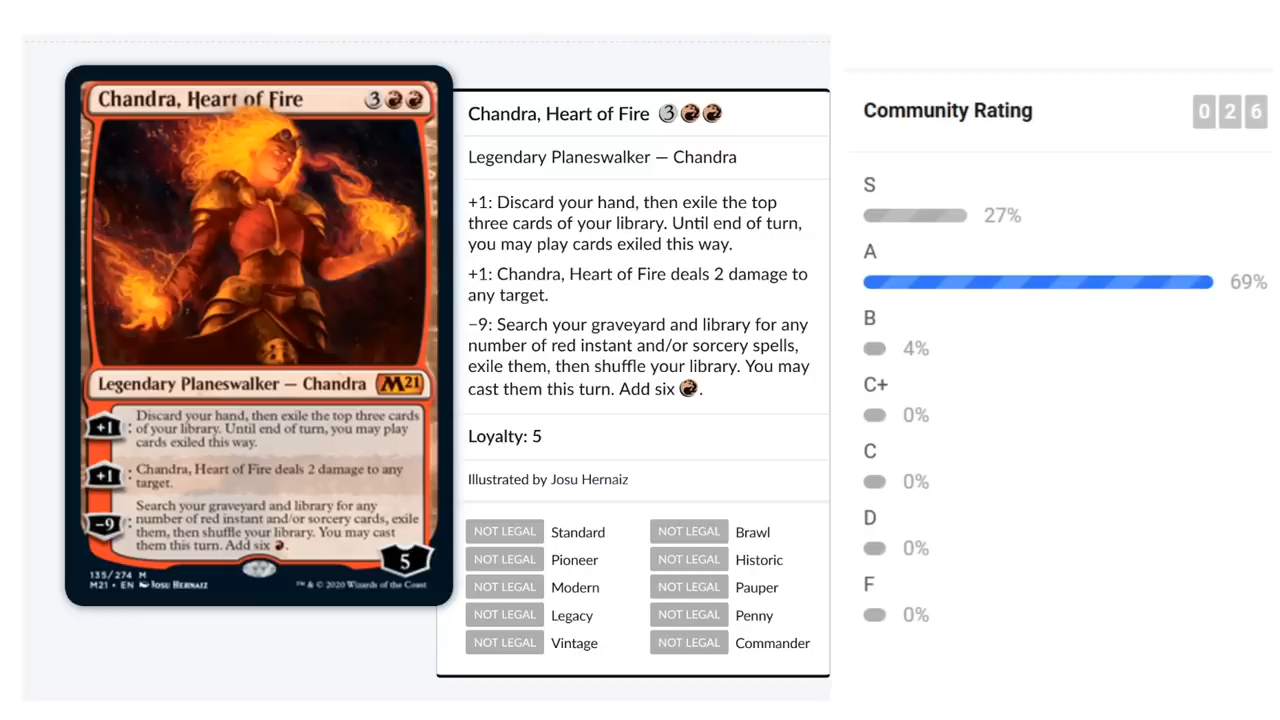 Chandra, Heart of Fire 3
Legendary Planeswalker — Chandra M21
+1: Discard your hand, then exile the top three cards
of your library. Until end of turn, you may play
cards exiled this way.
+1: Chandra, Heart of Fire deals 2 damage to any
target.
−9: Search your graveyard and library for any
number of red instant and/or sorcery cards, exile
them, then shuffle your library. You may cast
them this turn. Add six .
5
135/274 M
M21 • EN Josu Hernaiz
™ & © 2020 Wizards of the Coast
Chandra, Heart of Fire 3
Legendary Planeswalker — Chandra
+1: Discard your hand, then exile the top
three cards of your library. Until end of turn,
you may play cards exiled this way.
+1: Chandra, Heart of Fire deals 2 damage to
any target.
−9: Search your graveyard and library for any
number of red instant and/or sorcery spells,
exile them, then shuffle your library. You may
cast them this turn. Add six .
Loyalty: 5
Illustrated by Josu Hernaiz
NOT LEGAL Standard NOT LEGAL Brawl
NOT LEGAL Pioneer NOT LEGAL Historic
NOT LEGAL Modern NOT LEGAL Pauper
NOT LEGAL Legacy NOT LEGAL Penny
NOT LEGAL Vintage NOT LEGAL Commander
Community Rating 0 2 6
S
27%
A
69%
B
4%
C+
0%
C
0%
D
0%
F
0%